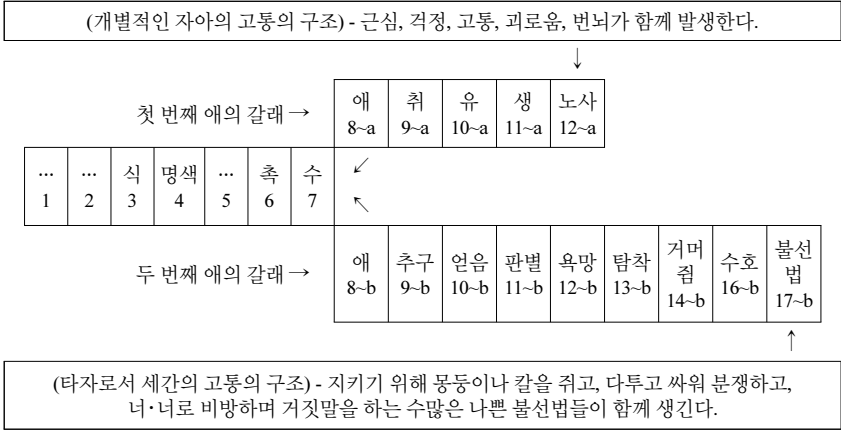 (개별적인 자아의 고통의 구조) - 근심, 걱정, 고통, 괴로움, 번뇌가 함께 발생한다.
↓
첫 번째 애의 갈래 → 애 취 유 생 노사
8~a 9~a 10~a 11~a 12~a
... ... 식 명색 ... 촉 수 ↙
1 2 3 4 5 6 7 ↖
두 번째 애의 갈래 → 애 추구 얻음 판별 욕망 탐착 거머쥠 수호 불선법
8~b 9~b 10~b 11~b 12~b 13~b 14~b 16~b 17~b
↑
(타자로서 세간의 고통의 구조) - 지키기 위해 몽둥이나 칼을 쥐고, 다투고 싸워 분쟁하고,
너·너로 비방하며 거짓말을 하는 수많은 나쁜 불선법들이 함께 생긴다.